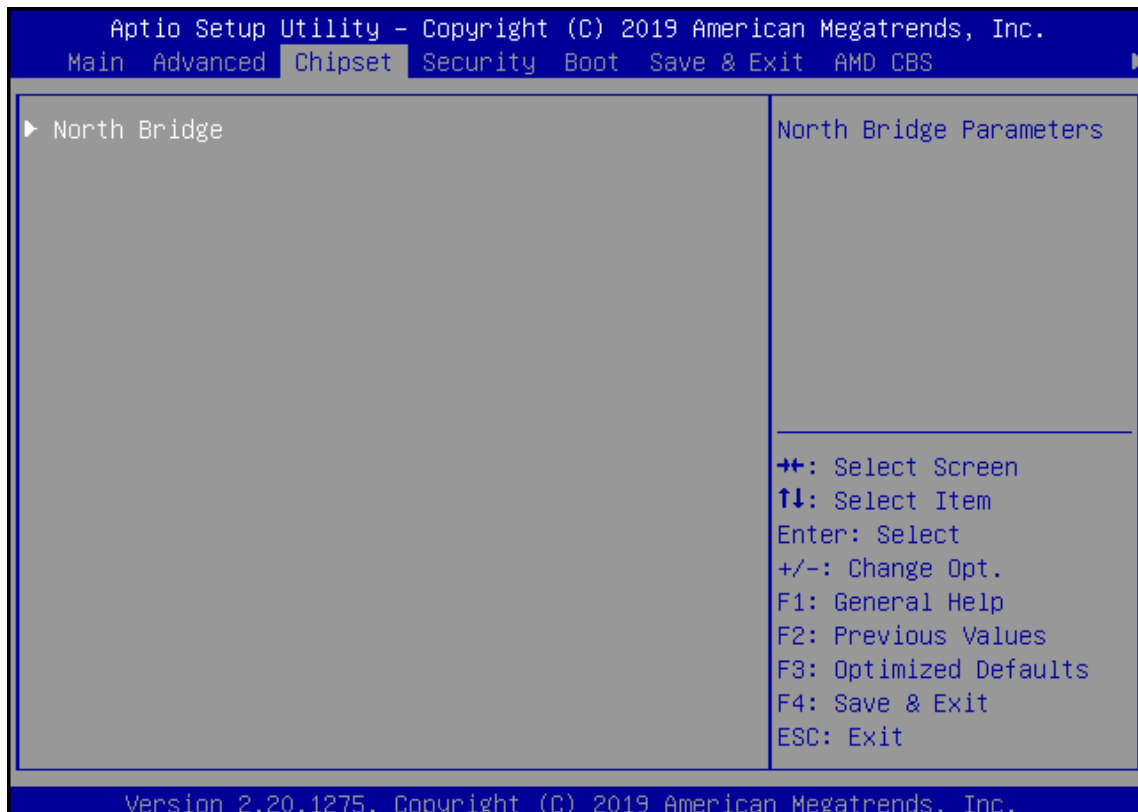 Aptio Setup Utility – Copyright (C) 2019 American Megatrends, Inc.
Main Advanced Chipset Security Boot Save & Exit AMD CBS
North Bridge
North Bridge Parameters
→←: Select Screen
↑↓: Select Item
Enter: Select
+/-: Change Opt.
F1: General Help
F2: Previous Values
F3: Optimized Defaults
F4: Save & Exit
ESC: Exit
Version 2.20.1275. Copyright (C) 2019 American Megatrends, Inc.